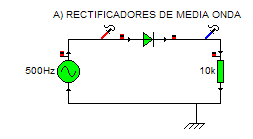 A) RECTIFICADORES DE MEDIA ONDA
500Hz
10k